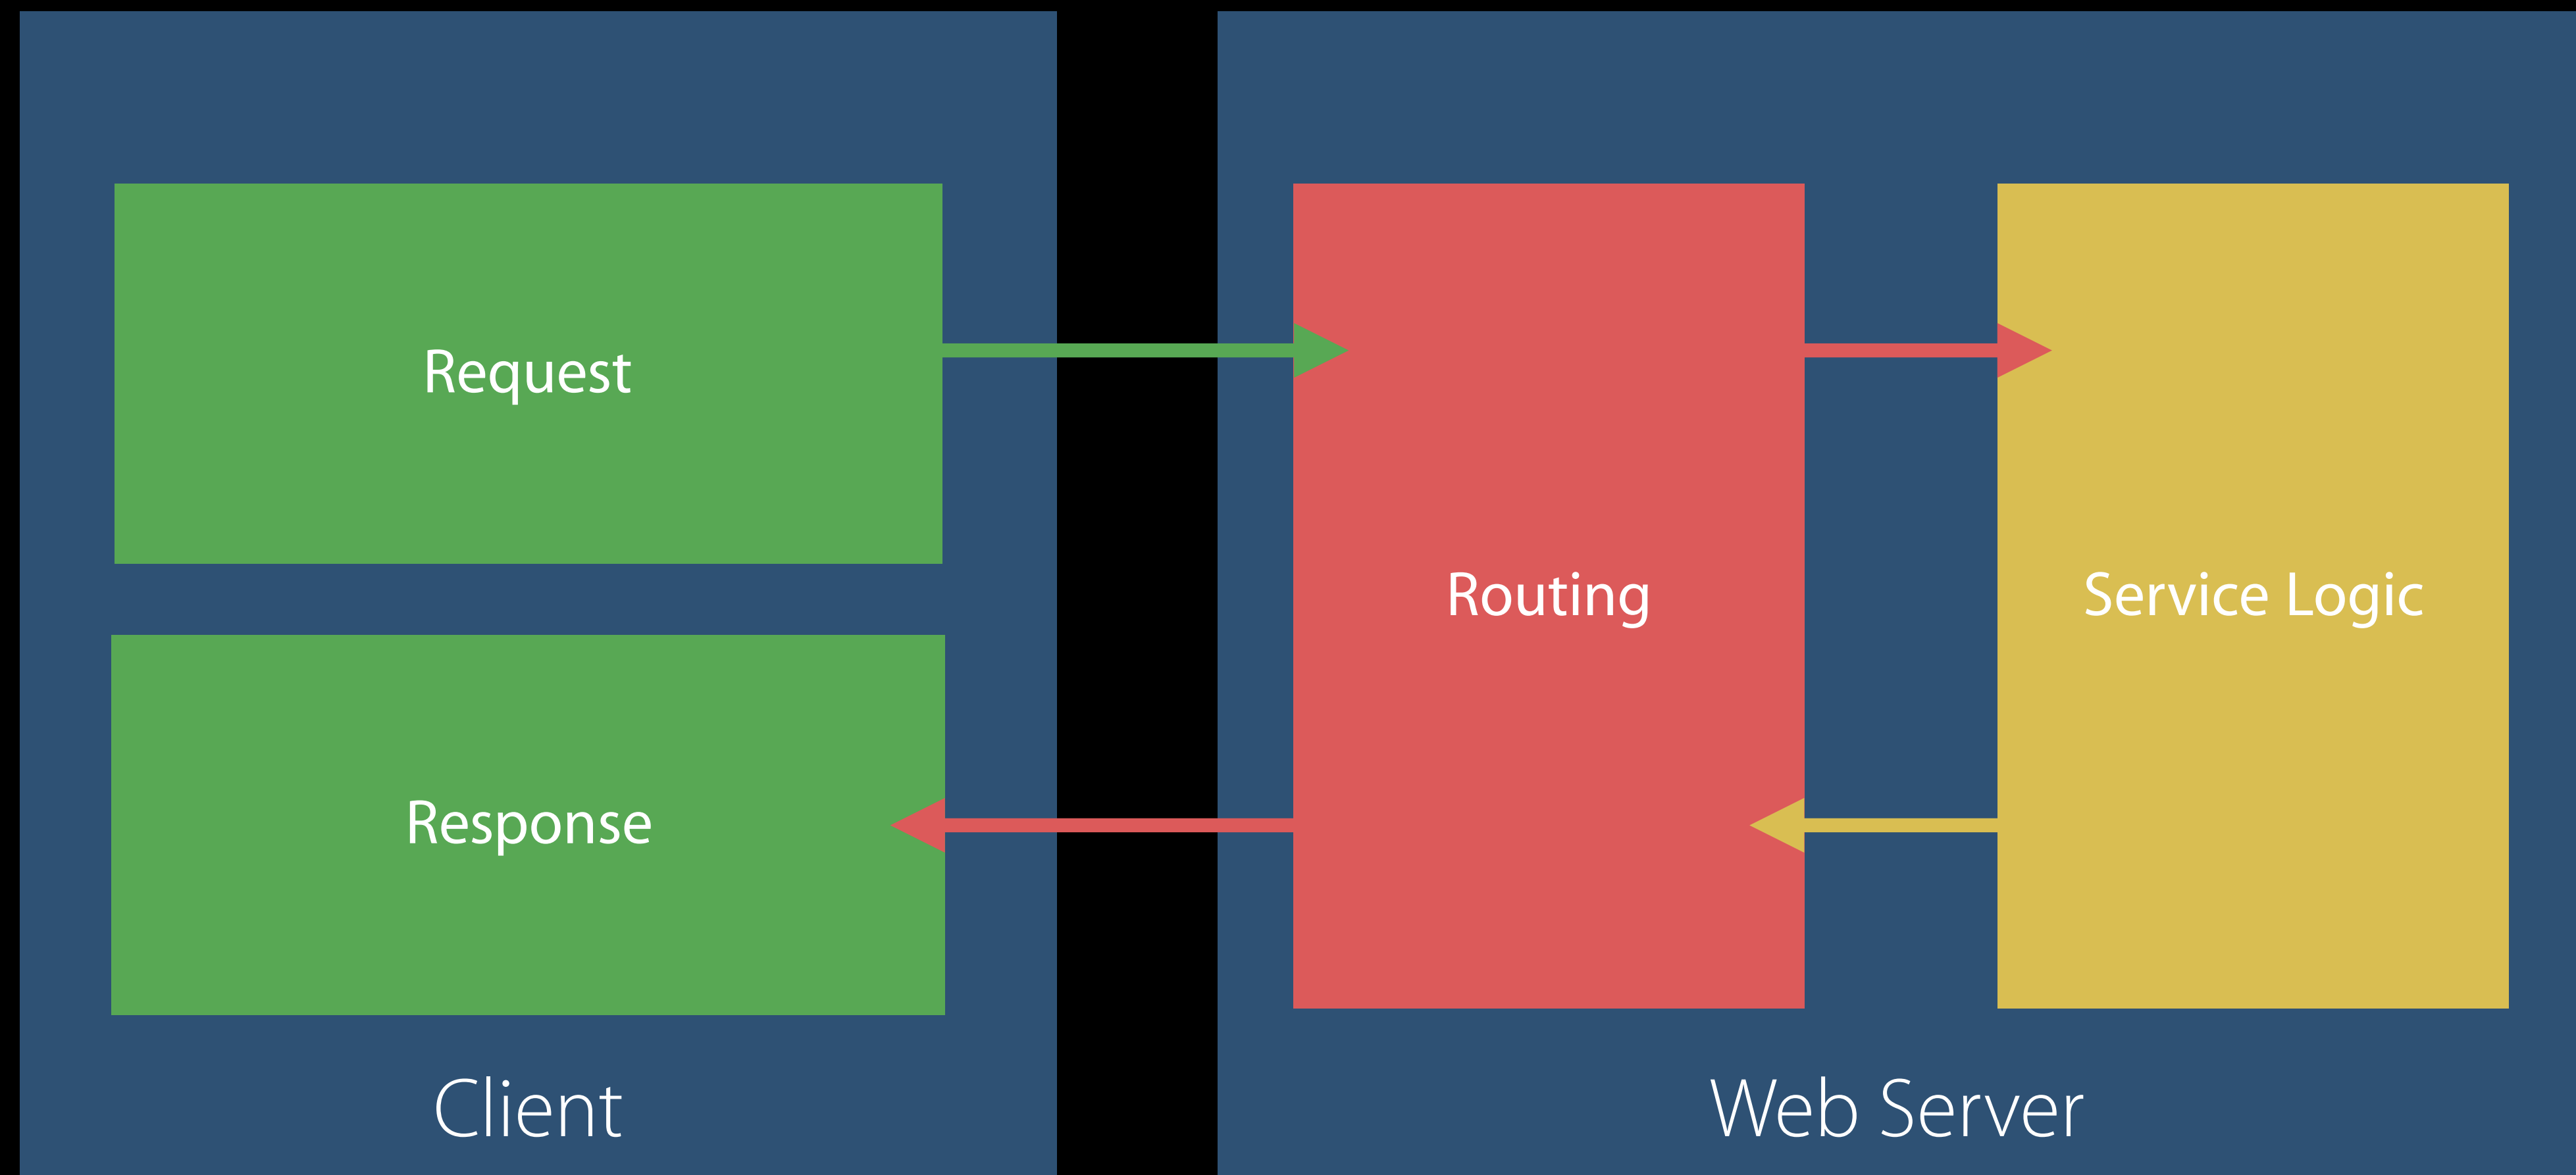 Request
Routing
Service Logic
Response
Client
Web Server